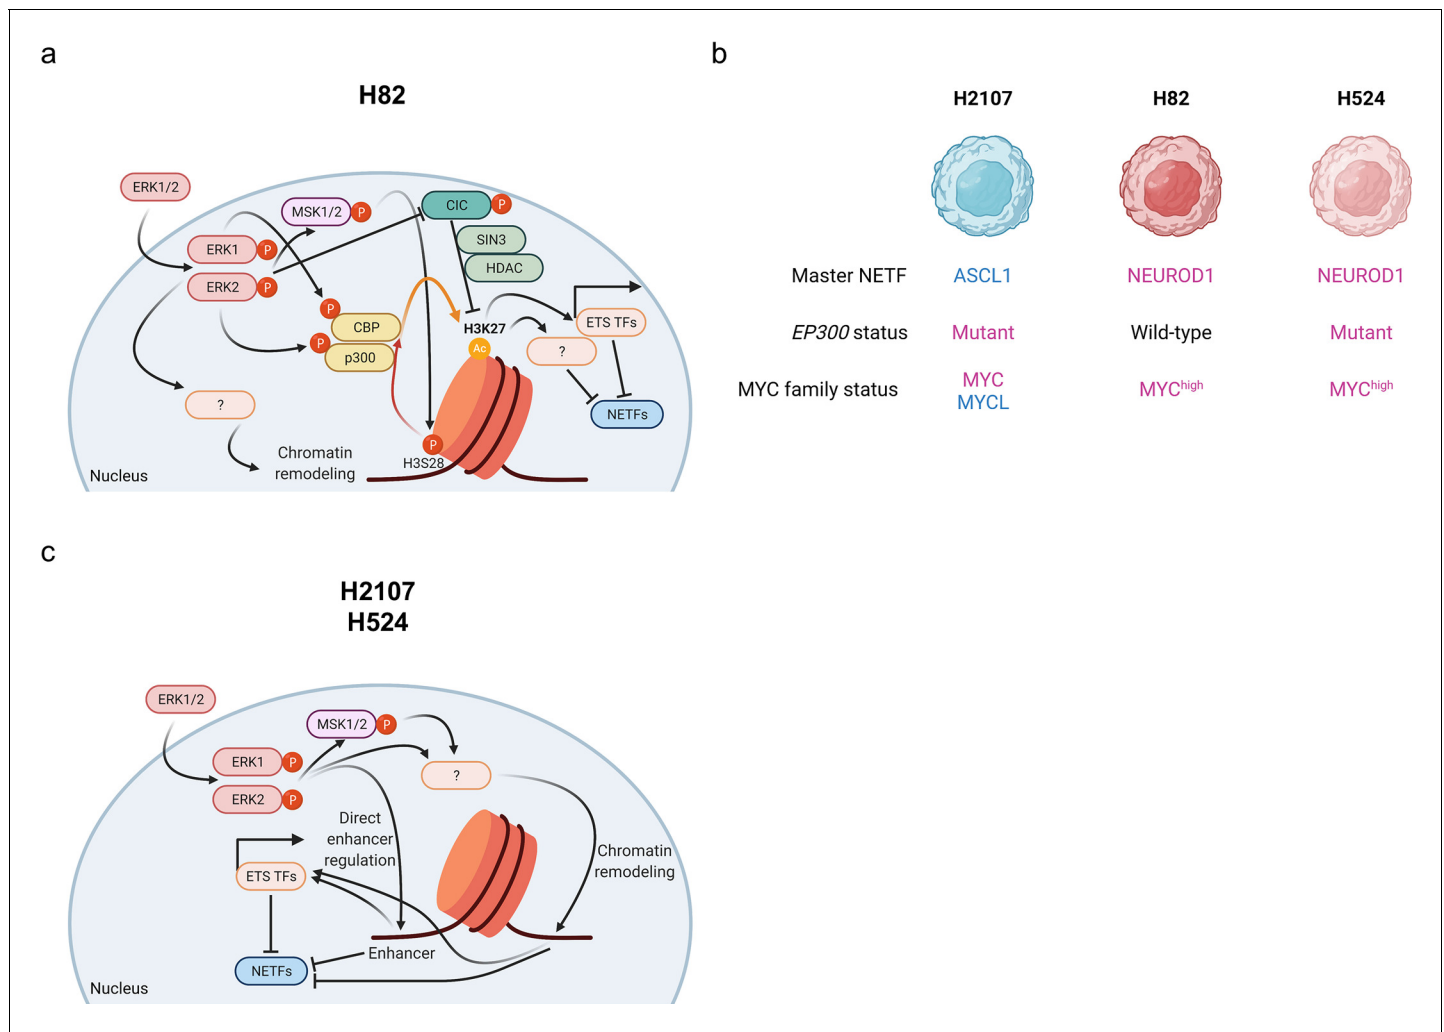 a
H82
ERK1/2
MSK1/2 P
CIC P
ERK1 P
ERK2 P
SIN3
HDAC
P
CBP
P
p300
H3K27
Ac
ETS TFs
?
NETFs
?
P
H3S28
Chromatin
remodeling
Nucleus
b
H2107 H82 H524
Master NETF ASCL1 NEUROD1 NEUROD1
EP300 status Mutant Wild-type Mutant
MYC family status MYC MYCL MYChigh MYChigh
c
H2107
H524
ERK1/2
MSK1/2 P
ERK1 P
ERK2 P
?
Direct
enhancer
regulation
Chromatin
remodeling
ETS TFs
Enhancer
NETFs
Nucleus